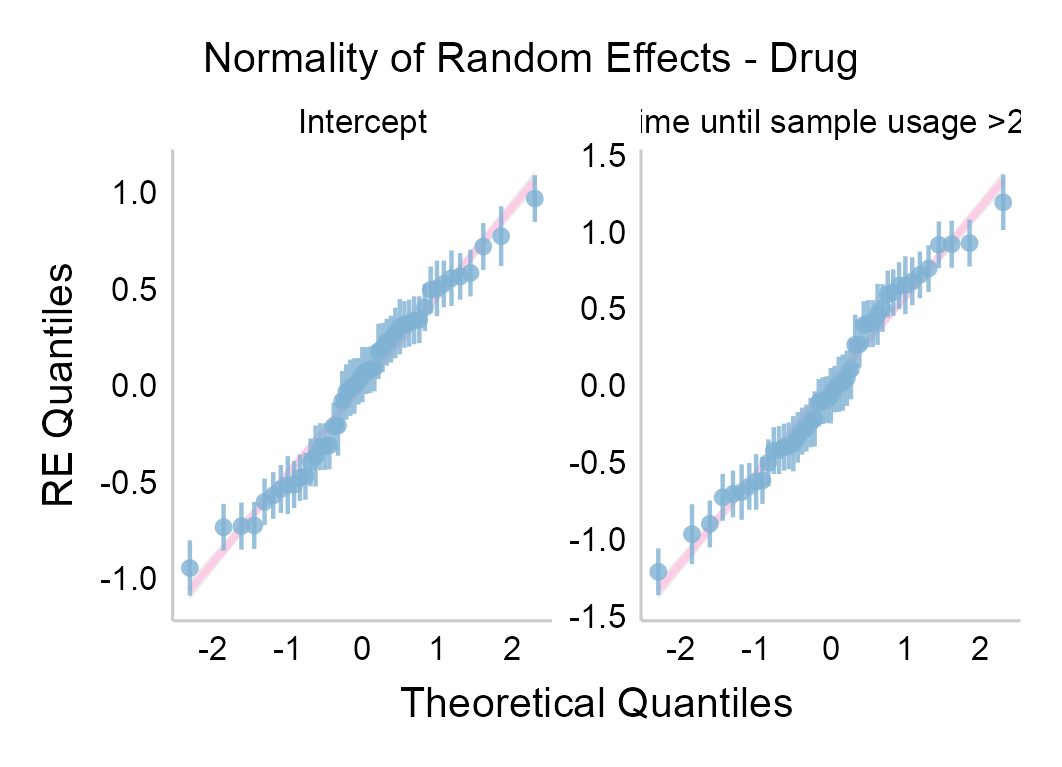 Normality of Random Effects - Drug
Intercept
ime until sample usage >2
RE Quantiles
1.0
0.5
0.0
-0.5
-1.0
1.5
1.0
0.5
0.0
-0.5
-1.0
-1.5
-2 -1 0 1 2
-2 -1 0 1 2
Theoretical Quantiles